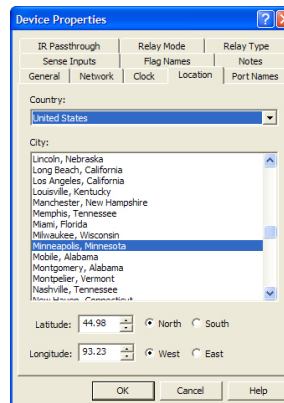 Device Properties
IR Passthrough Relay Mode Relay Type
Sense Inputs Flag Names Notes
General Network Clock Location Port Names
Country:
United States
City:
Lincoln, Nebraska
Long Beach, California
Los Angeles, California
Louisville, Kentucky
Manchester, New Hampshire
Memphis, Tennessee
Miami, Florida
Milwaukee, Wisconsin
Minneapolis, Minnesota
Mobile, Alabama
Montgomery, Alabama
Montpelier, Vermont
Nashville, Tennessee
New Haven, Connecticut
Latitude: 44.98 North South
Longitude: 93.23 West East
OK Cancel Help